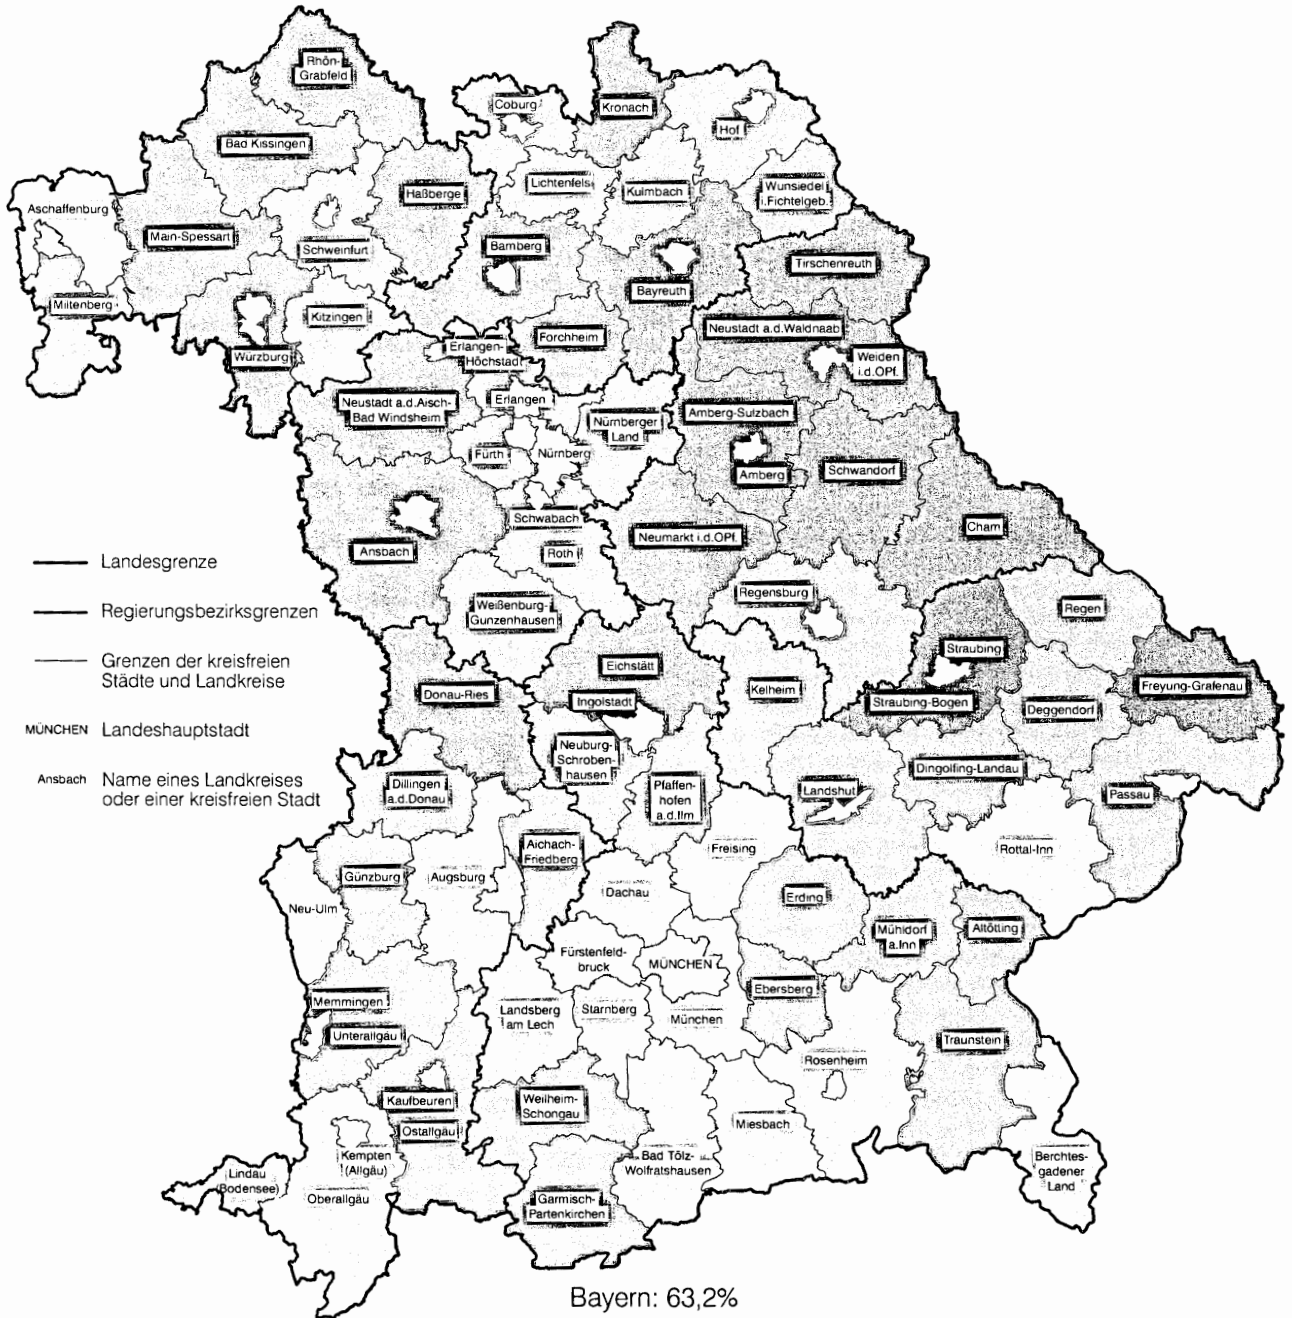 Rhön-
Grabfeld
Coburg
Kronach
Hof
Bad Kissingen
Lichtenfels
Kulmbach
Wunsiedel
i.Fichtelgeb.
Haßberge
Aschaffenburg
Main-Spessart
Schweinfurt
Bamberg
Tirschenreuth
Bayreuth
Miltenberg
Kitzingen
Neustadt a.d.Waldnaab
Forchheim
Erlangen-
Höchstadt
Würzburg
Weiden
i.d.OPf.
Neustadt a.d.Aisch-
Bad Windsheim
Erlangen
Amberg-Sulzbach
Nürnberger
Land
Fürth
Nürnberg
Amberg
Schwandorf
Schwabach
Cham
Neumarkt i.d.OPf.
Ansbach
Roth
Landesgrenze
Regensburg
Weißenburg-
Gunzenhausen
Regierungsbezirksgrenzen
Regen
Straubing
Grenzen der kreisfreien
Städte und Landkreise
Eichstätt
Donau-Ries
Kelheim
Freyung-Grafenau
Ingolstadt
Straubing-Bogen
Deggendorf
MÜNCHEN Landeshauptstadt
Neuburg-
Schroben-
hausen
Dingolfing-Landau
Ansbach Name eines Landkreises
oder einer kreisfreien Stadt
Dillingen
a.d.Donau
Pfaffen-
hofen
a.d.Ilm
Landshut
Passau
Aichach-
Friedberg
Freising
Rottal-Inn
Günzburg
Augsburg
Dachau
Erding
Neu-Ulm
Mühldorf
a.Inn
Altötting
Fürstenfeld-
bruck
MÜNCHEN
Ebersberg
Memmingen
Landsberg
am Lech
Starnberg
München
Unterallgäu
Traunstein
Rosenheim
Kaufbeuren
Weilheim-
Schongau
Ostallgäu
Miesbach
Kempten
(Allgäu)
Bad Tölz-
Wolfratshausen
Berchtes-
gadener
Land
Lindau
(Bodensee)
Oberallgäu
Garmisch-
Partenkirchen
Bayern: 63,2%